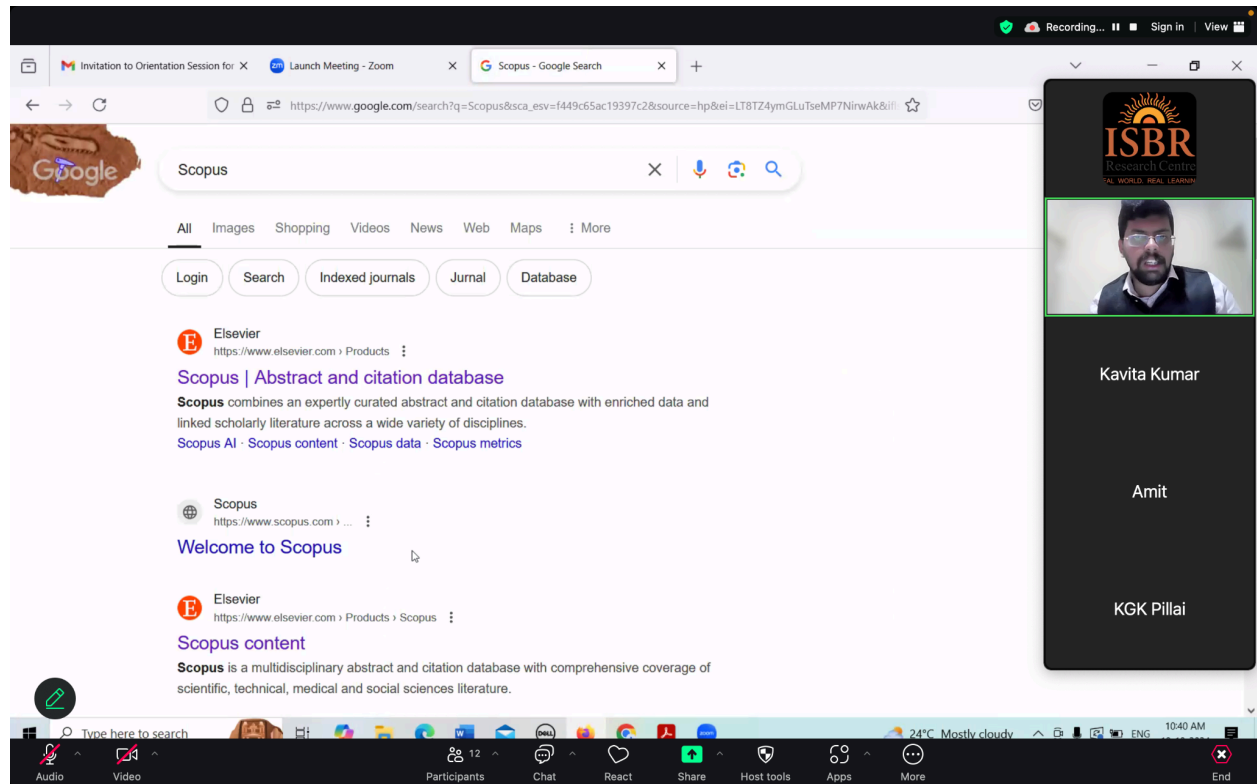 Recording... Sign in View
Invitation to Orientation Session for
Launch Meeting - Zoom
Scopus - Google Search
https://www.google.com/search?q=Scopus&sca_esv=f449c65ac19397c2&source=hp&ei=LT8TZ4ymGLuTseMP7NirwAk&ifl
Google
Scopus
All Images Shopping Videos News Web Maps More
Login Search Indexed journals Jurnal Database
Elsevier
https://www.elsevier.com › Products
Scopus | Abstract and citation database
Scopus combines an expertly curated abstract and citation database with enriched data and
linked scholarly literature across a wide variety of disciplines.
Scopus AI · Scopus content · Scopus data · Scopus metrics
Scopus
https://www.scopus.com › ...
Welcome to Scopus
Elsevier
https://www.elsevier.com › Products › Scopus
Scopus content
Scopus is a multidisciplinary abstract and citation database with comprehensive coverage of
scientific, technical, medical and social sciences literature.
ISBR
Research Centre
WORLD. REAL
Kavita Kumar
Amit
KGK Pillai
Type here to search
DELL
zoom
24°C Mostly cloudy
ENG
10:40 AM
Audio Video
12
Participants Chat React Share Host tools Apps More End